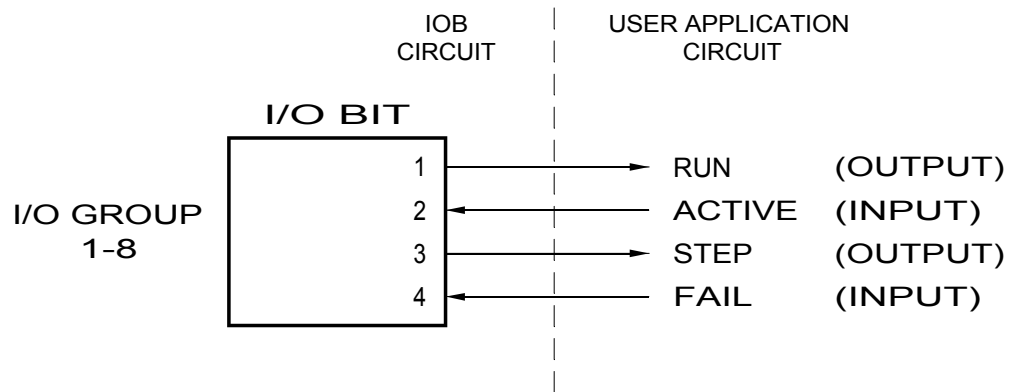 IOB CIRCUIT
USER APPLICATION CIRCUIT
I/O BIT
I/O GROUP 1-8
1 RUN (OUTPUT)
2 ACTIVE (INPUT)
3 STEP (OUTPUT)
4 FAIL (INPUT)